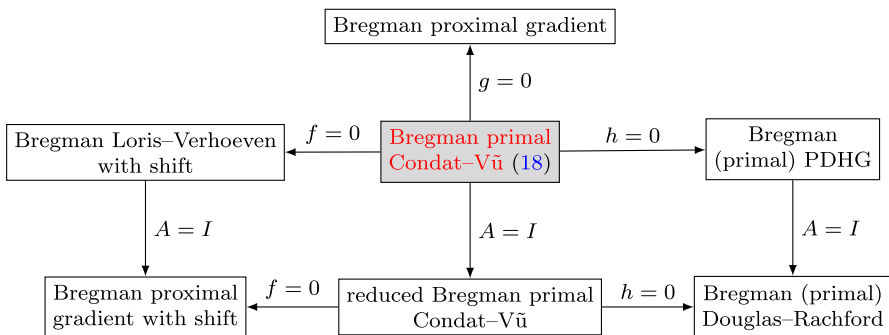 Bregman proximal gradient
g = 0
Bregman Loris–Verhoeven
with shift
f = 0
Bregman primal
Condat–Vũ (18)
h = 0
Bregman
(primal) PDHG
A = I
A = I
A = I
Bregman proximal
gradient with shift
f = 0
reduced Bregman primal
Condat–Vũ
h = 0
Bregman (primal)
Douglas–Rachford